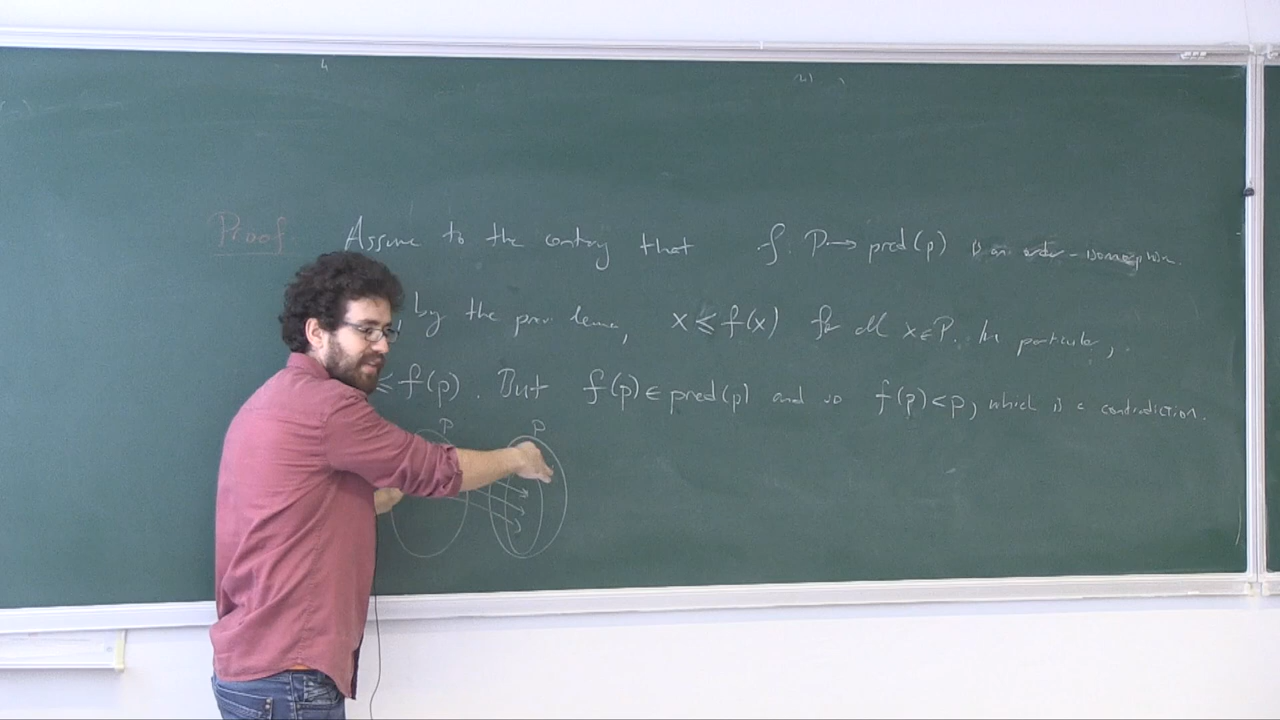 Proof. Assume to the contrary that f: P → pred(p) is an order-isomorphism.
by the prev. lemma, x ⩽ f(x) for all x ∈ P. In particular,
⩽ f(p). But f(p) ∈ pred(p) and so f(p) < p, which is a contradiction.
P P